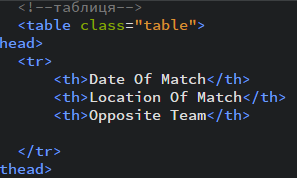 <!--таблиця-->
<table class="table">
head>
<tr>
<th>Date Of Match</th>
<th>Location Of Match</th>
<th>Opposite Team</th>
</tr>
thead>